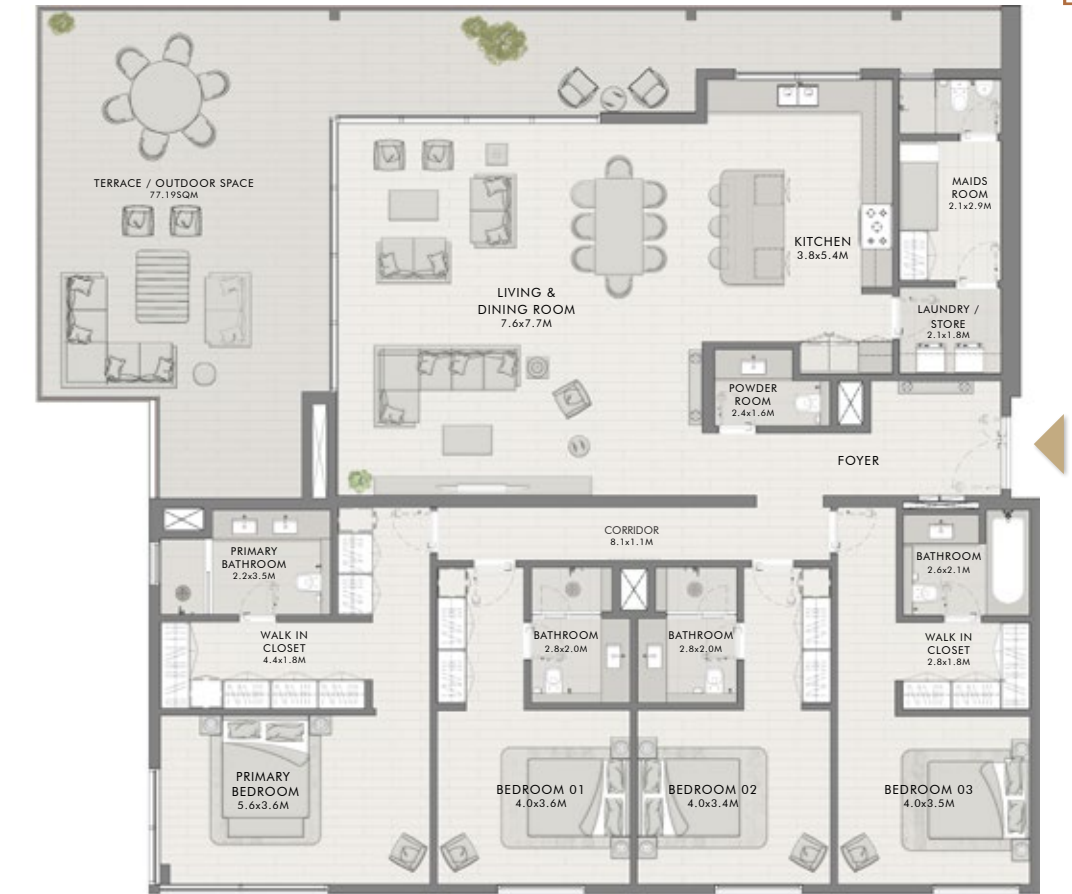 TERRACE / OUTDOOR SPACE
77.19SQM
MAIDS
ROOM
2.1x2.9M
KITCHEN
3.8x5.4M
LIVING &
DINING ROOM
7.6x7.7M
LAUNDRY /
STORE
2.1x1.8M
POWDER
ROOM
2.4x1.6M
FOYER
CORRIDOR
8.1x1.1M
PRIMARY
BATHROOM
2.2x3.5M
BATHROOM
2.6x2.1M
WALK IN
CLOSET
4.4x1.8M
BATHROOM
2.8x2.0M
BATHROOM
2.8x2.0M
WALK IN
CLOSET
2.8x1.8M
PRIMARY
BEDROOM
5.6x3.6M
BEDROOM 01
4.0x3.6M
BEDROOM 02
4.0x3.4M
BEDROOM 03
4.0x3.5M